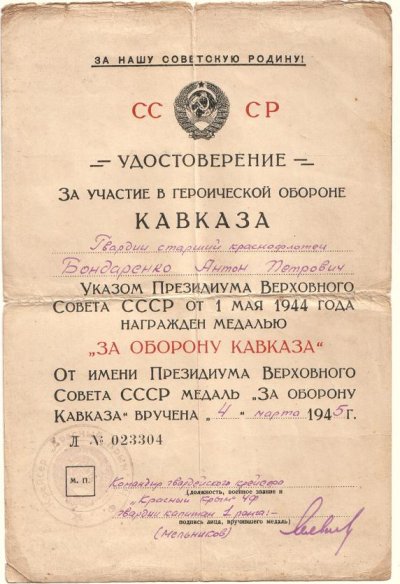 ЗА НАШУ СОВЕТСКУЮ РОДИНУ!
СС СР
УДОСТОВЕРЕНИЕ
ЗА УЧАСТИЕ В ГЕРОИЧЕСКОЙ ОБОРОНЕ
КАВКАЗА
Гвардии старший краснофлотец
Бондаренко Антон Петрович
УКАЗОМ ПРЕЗИДИУМА ВЕРХОВНОГО
СОВЕТА СССР ОТ 1 МАЯ 1944 ГОДА
НАГРАЖДЕН МЕДАЛЬЮ
„ЗА ОБОРОНУ КАВКАЗА“
ОТ ИМЕНИ ПРЕЗИДИУМА ВЕРХОВНОГО
СОВЕТА СССР МЕДАЛЬ „ЗА ОБОРОНУ
КАВКАЗА“ ВРУЧЕНА „4“ марта 1945 г.
Л № 023304
Командир гвардейского крейсера
М. П.
(должность, военное звание и
„Красный Крым“ ЧФ
гвардии капитан 1 ранга:-
подпись лица, вручившего медаль)
(Мельников)